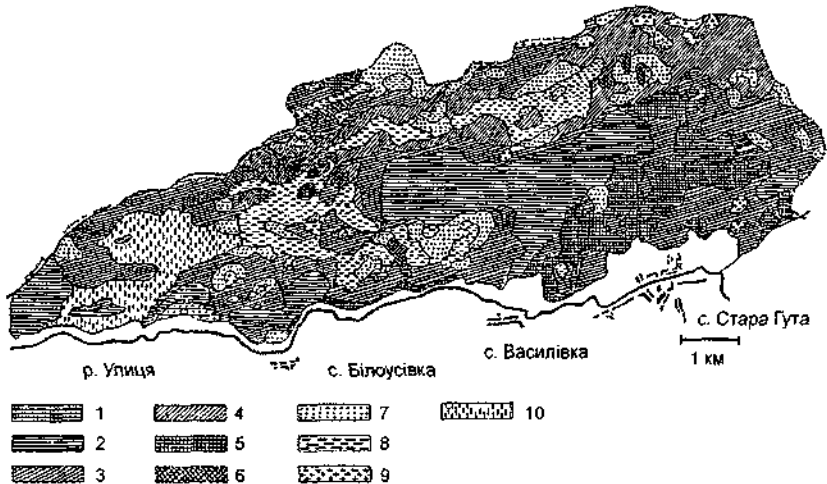 с. Стара Гута
1 км
с. Василівка
с. Білоусівка
р. Улиця
1 4 7 10
2 5 8
3 6 9